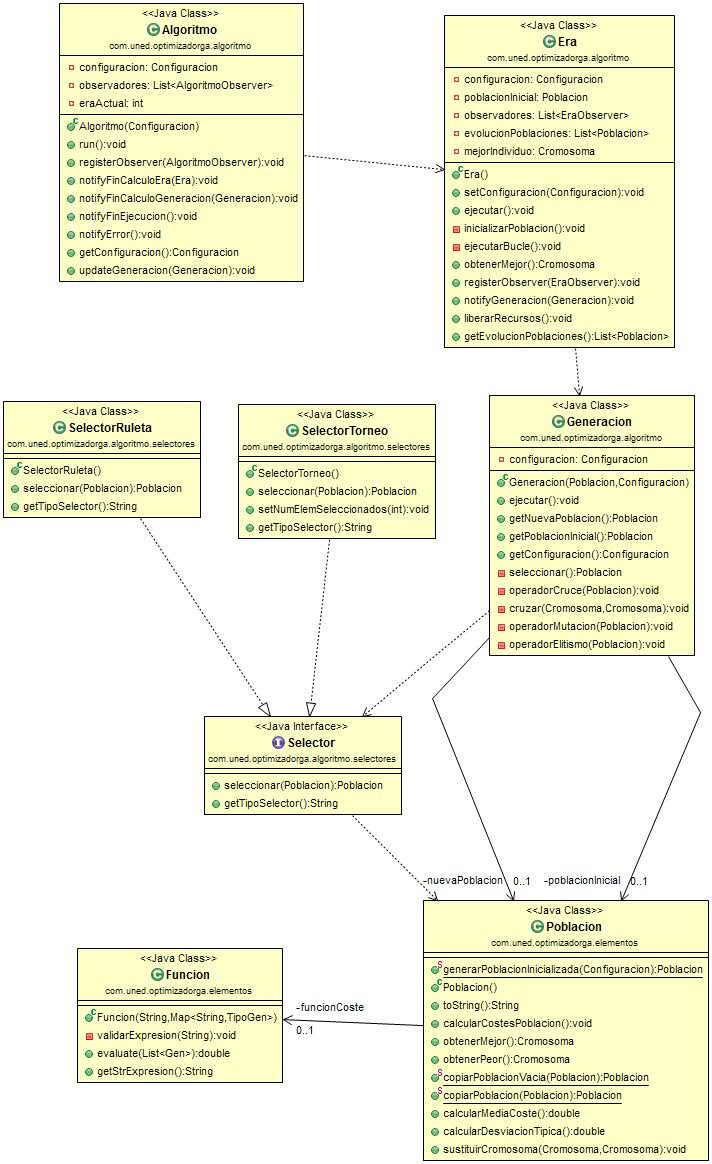 <<Java Class>>
Algoritmo
com.uned.optimizadorga.algoritmo
configuracion: Configuracion
observadores: List<AlgoritmoObserver>
eraActual: int
Algoritmo(Configuracion)
run():void
registerObserver(AlgoritmoObserver):void
notifyFinCalculoEra(Era):void
notifyFinCalculoGeneracion(Generacion):void
notifyFinEjecucion():void
notifyError():void
getConfiguracion():Configuracion
updateGeneracion(Generacion):void
<<Java Class>>
Era
com.uned.optimizadorga.algoritmo
configuracion: Configuracion
poblacionInicial: Poblacion
observadores: List<EraObserver>
evolucionPoblaciones: List<Poblacion>
mejorIndividuo: Cromosoma
Era()
setConfiguracion(Configuracion):void
ejecutar():void
inicializarPoblacion():void
ejecutarBucle():void
obtenerMejor():Cromosoma
registerObserver(EraObserver):void
notifyGeneracion(Generacion):void
liberarRecursos():void
getEvolucionPoblaciones():List<Poblacion>
<<Java Class>>
SelectorRuleta
com.uned.optimizadorga.algoritmo.selectores
SelectorRuleta()
seleccionar(Poblacion):Poblacion
getTipoSelector():String
<<Java Class>>
SelectorTorneo
com.uned.optimizadorga.algoritmo.selectores
SelectorTorneo()
seleccionar(Poblacion):Poblacion
setNumElemSeleccionados(int):void
getTipoSelector():String
<<Java Class>>
Generacion
com.uned.optimizadorga.algoritmo
configuracion: Configuracion
Generacion(Poblacion,Configuracion)
ejecutar():void
getNuevaPoblacion():Poblacion
getPoblacionInicial():Poblacion
getConfiguracion():Configuracion
seleccionar():Poblacion
operadorCruce(Poblacion):void
cruzar(Cromosoma,Cromosoma):void
operadorMutacion(Poblacion):void
operadorElitismo(Poblacion):void
<<Java Interface>>
Selector
com.uned.optimizadorga.algoritmo.selectores
seleccionar(Poblacion):Poblacion
getTipoSelector():String
-nuevaPoblacion 0..1
-poblacionInicial 0..1
<<Java Class>>
Funcion
com.uned.optimizadorga.elementos
Funcion(String,Map<String,TipoGen>)
validarExpresion(String):void
evaluate(List<Gen>):double
getStrExpresion():String
-funcionCoste
0..1
<<Java Class>>
Poblacion
com.uned.optimizadorga.elementos
generarPoblacionInicializada(Configuracion):Poblacion
Poblacion()
toString():String
calcularCostesPoblacion():void
obtenerMejor():Cromosoma
obtenerPeor():Cromosoma
copiarPoblacionVacia(Poblacion):Poblacion
copiarPoblacion(Poblacion):Poblacion
calcularMediaCoste():double
calcularDesviacionTipica():double
sustituirCromosoma(Cromosoma,Cromosoma):void